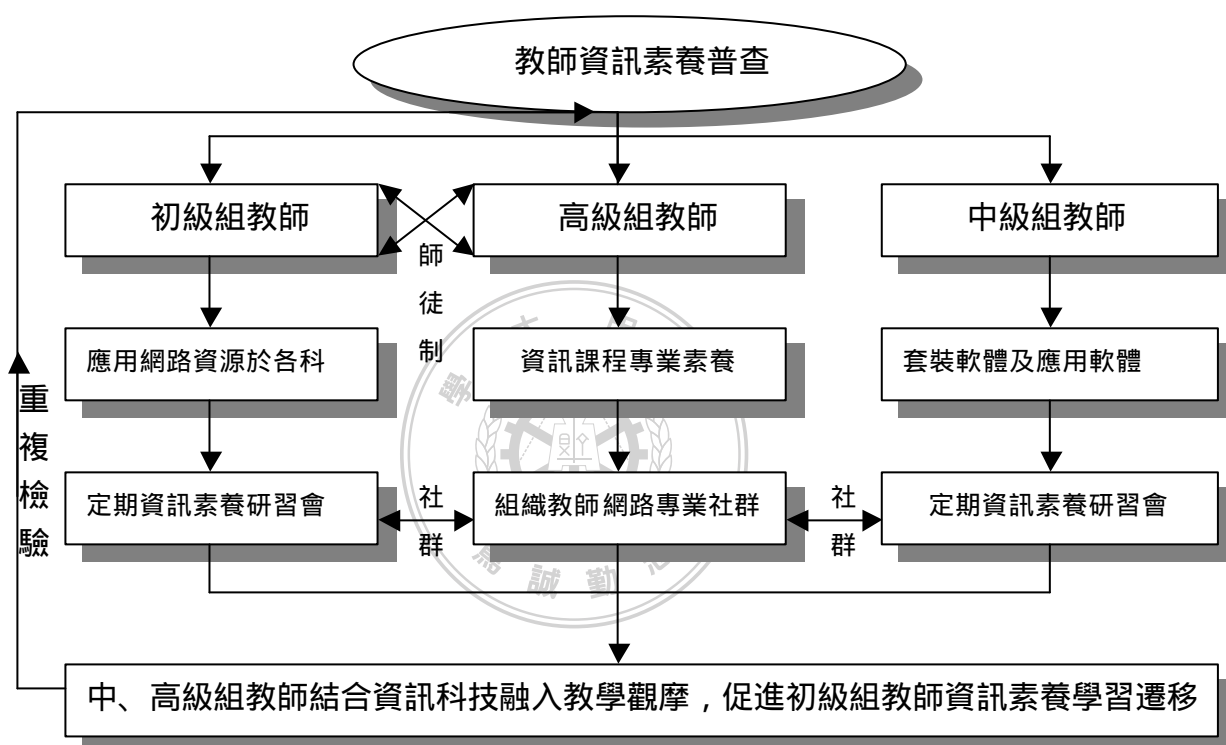 教師資訊素養普查
初級組教師
高級組教師
中級組教師
師徒制
應用網路資源於各科
資訊課程專業素養
套裝軟體及應用軟體
重複檢驗
定期資訊素養研習會
社群
組織教師網路專業社群
社群
定期資訊素養研習會
誠勤
中、高級組教師結合資訊科技融入教學觀摩，促進初級組教師資訊素養學習遷移